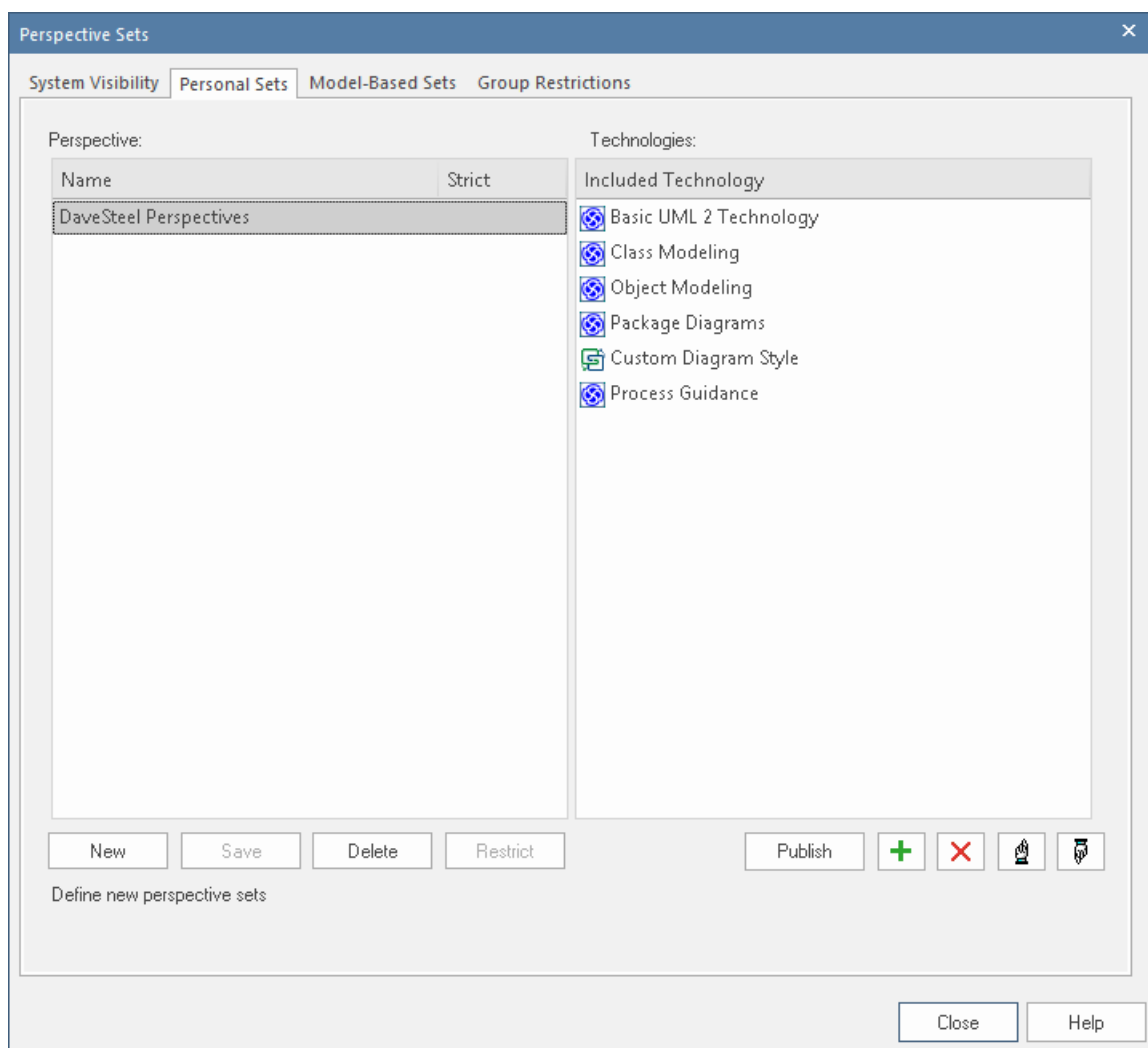 Perspective Sets
System Visibility Personal Sets Model-Based Sets Group Restrictions
Perspective: Technologies:
Name Strict Included Technology
DaveSteel Perspectives Basic UML 2 Technology
Class Modeling
Object Modeling
Package Diagrams
Custom Diagram Style
Process Guidance
New Save Delete Restrict Publish
Define new perspective sets
Close Help